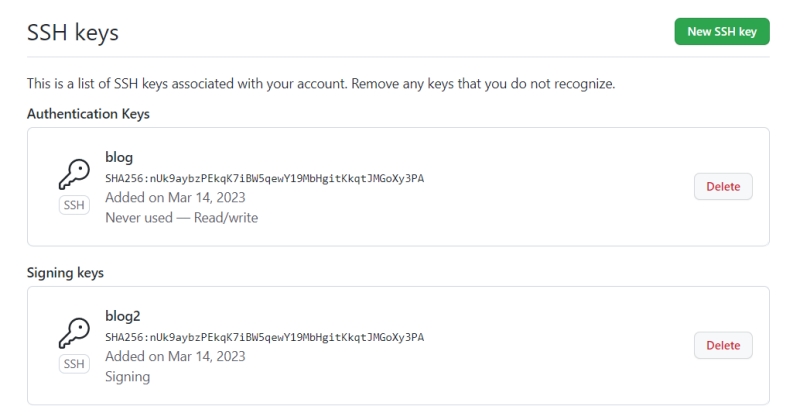 SSH keys
New SSH key
This is a list of SSH keys associated with your account. Remove any keys that you do not recognize.
Authentication Keys
blog
SHA256:nUk9aybzPEkqK7iBW5qewY19MbHgitKkqtJMGoXy3PA
SSH
Added on Mar 14, 2023
Never used — Read/write
Delete
Signing keys
blog2
SHA256:nUk9aybzPEkqK7iBW5qewY19MbHgitKkqtJMGoXy3PA
SSH
Added on Mar 14, 2023
Signing
Delete